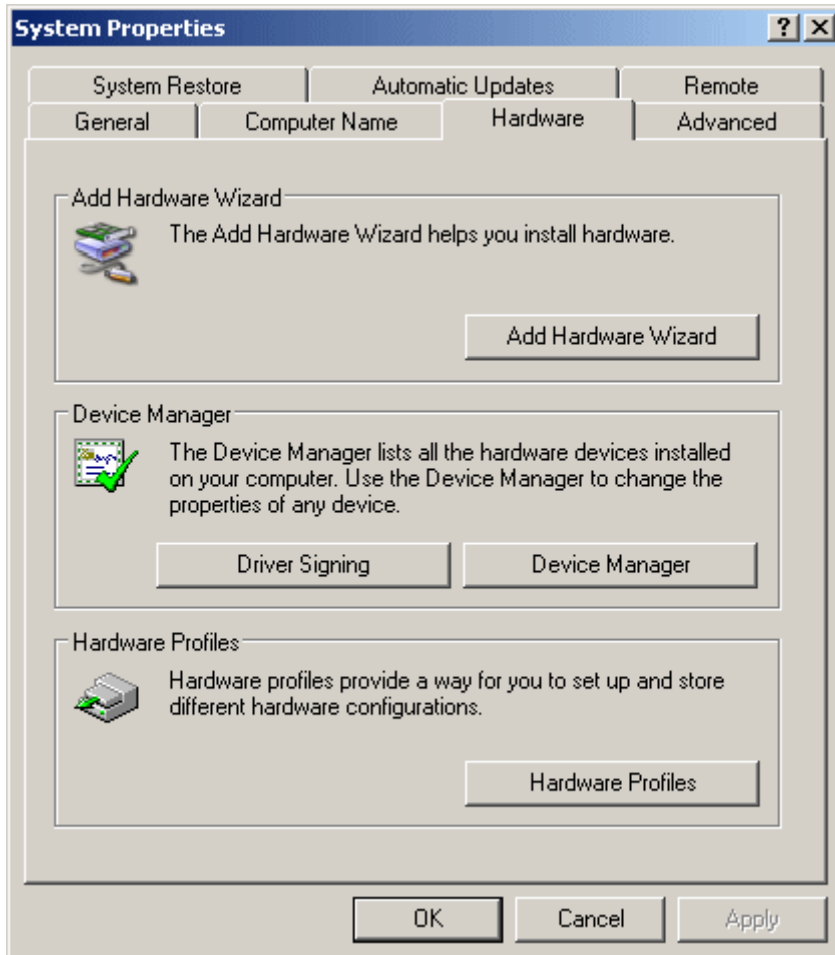 System Properties
System Restore Automatic Updates Remote
General Computer Name Hardware Advanced
Add Hardware Wizard
The Add Hardware Wizard helps you install hardware.
Add Hardware Wizard
Device Manager
The Device Manager lists all the hardware devices installed
on your computer. Use the Device Manager to change the
properties of any device.
Driver Signing Device Manager
Hardware Profiles
Hardware profiles provide a way for you to set up and store
different hardware configurations.
Hardware Profiles
OK Cancel Apply